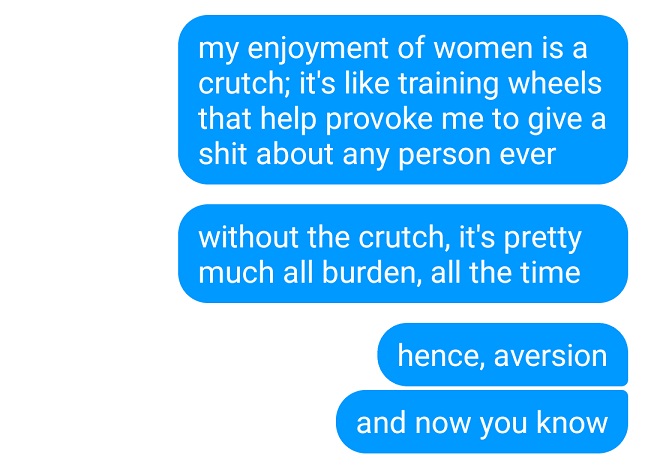 my enjoyment of women is a
crutch; it's like training wheels
that help provoke me to give a
shit about any person ever
without the crutch, it's pretty
much all burden, all the time
hence, aversion
and now you know